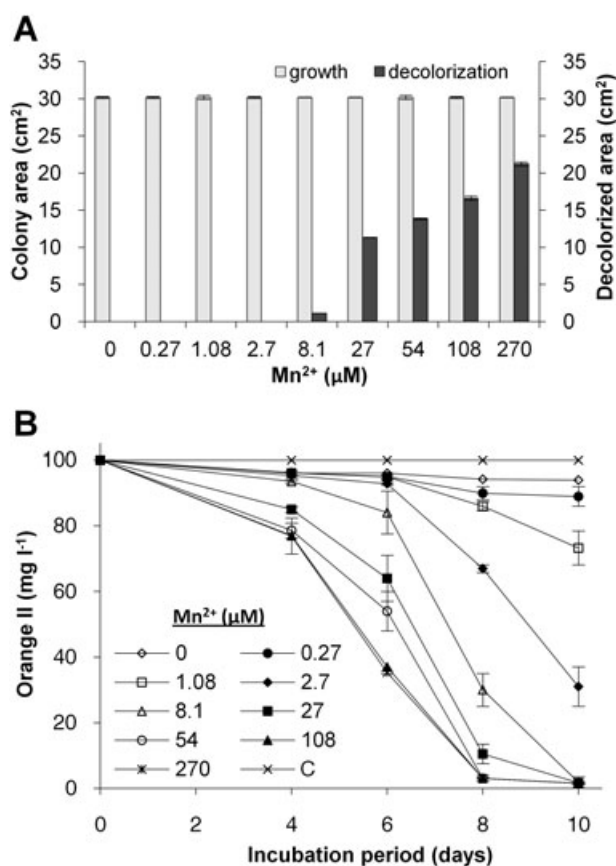 A
growth decolorization
Colony area (cm²)
35
30
25
20
15
10
5
0
Decolorized area (cm²)
35
30
25
20
15
10
5
0
0 0.27 1.08 2.7 8.1 27 54 108 270
Mn²⁺ (µM)
B
Orange II (mg l⁻¹)
100
80
60
40
20
0
Mn²⁺ (µM)
0 0.27
1.08 2.7
8.1 27
54 108
270 C
0 2 4 6 8 10
Incubation period (days)